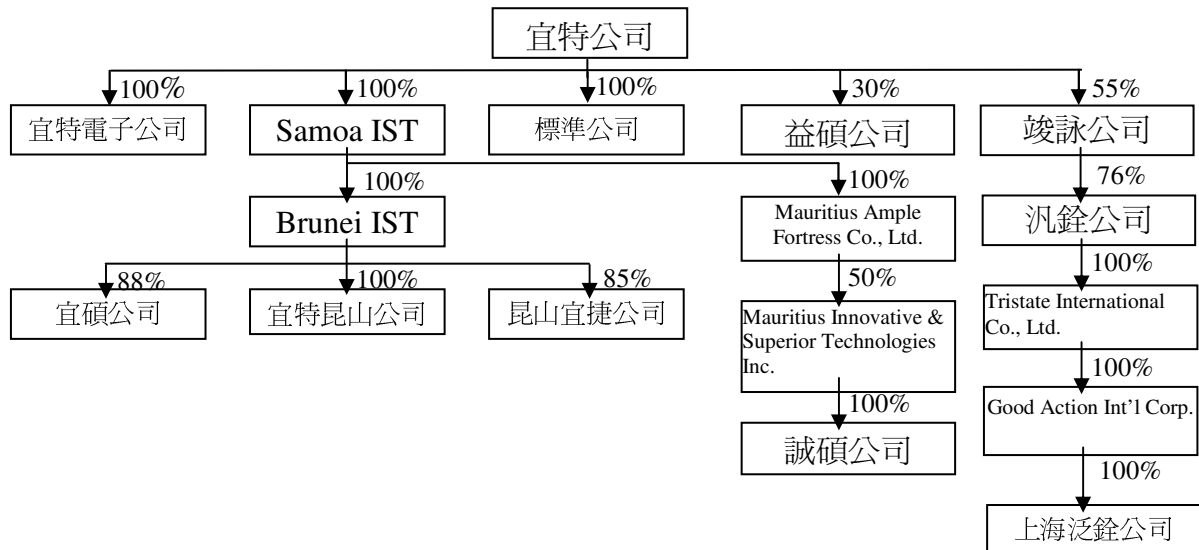 宜特公司
100%
100%
100%
30%
55%
宜特電子公司
Samoa IST
標準公司
益碩公司
竣詠公司
100%
100%
76%
Brunei IST
Mauritius Ample
Fortress Co., Ltd.
汎銓公司
88%
100%
85%
50%
100%
宜碩公司
宜特昆山公司
昆山宜捷公司
Mauritius Innovative &
Superior Technologies
Inc.
Tristate International
Co., Ltd.
100%
100%
誠碩公司
Good Action Int’l Corp.
100%
上海泛銓公司